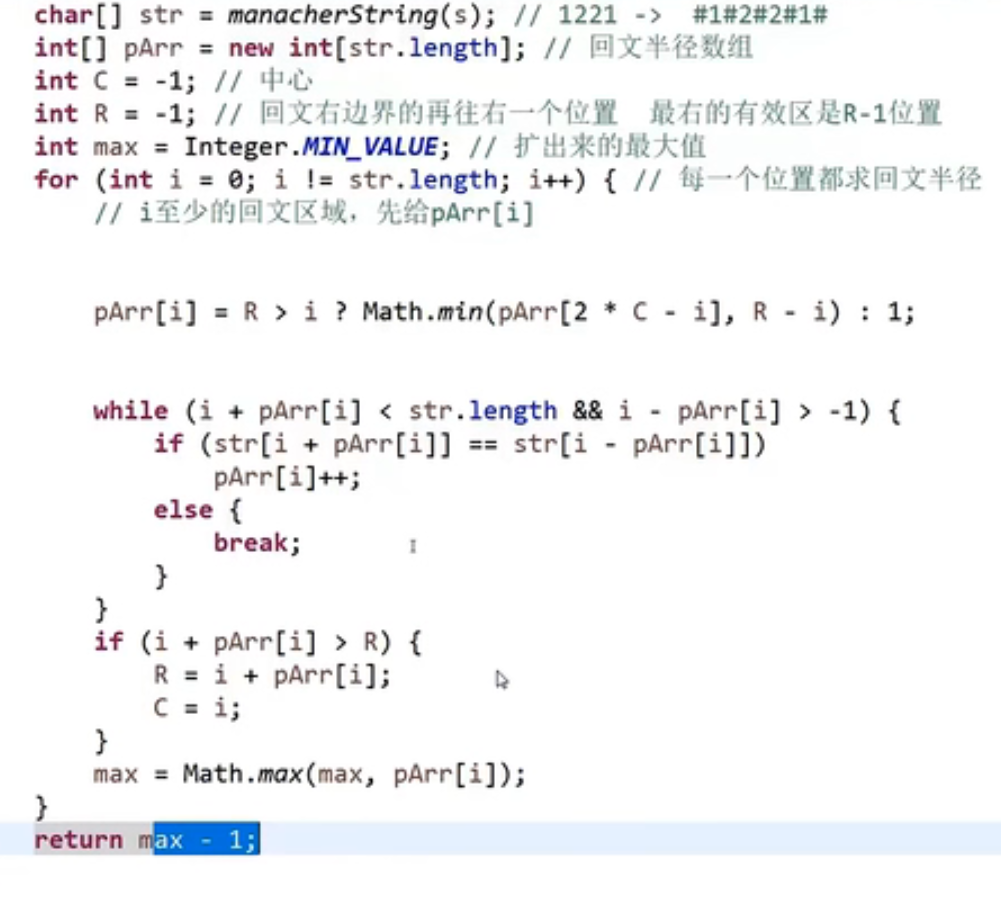 char[] str = manacherString(s); // 1221 -> #1#2#2#1#
int[] pArr = new int[str.length]; // 回文半径数组
int C = -1; // 中心
int R = -1; // 回文右边界的再往右一个位置 最右的有效区是R-1位置
int max = Integer.MIN_VALUE; // 扩出来的最大值
for (int i = 0; i != str.length; i++) { // 每一个位置都求回文半径
// i至少的回文区域，先给pArr[i]
pArr[i] = R > i ? Math.min(pArr[2 * C - i], R - i) : 1;
while (i + pArr[i] < str.length && i - pArr[i] > -1) {
if (str[i + pArr[i]] == str[i - pArr[i]])
pArr[i]++;
else {
break;
}
}
if (i + pArr[i] > R) {
R = i + pArr[i];
C = i;
}
max = Math.max(max, pArr[i]);
}
return max - 1;